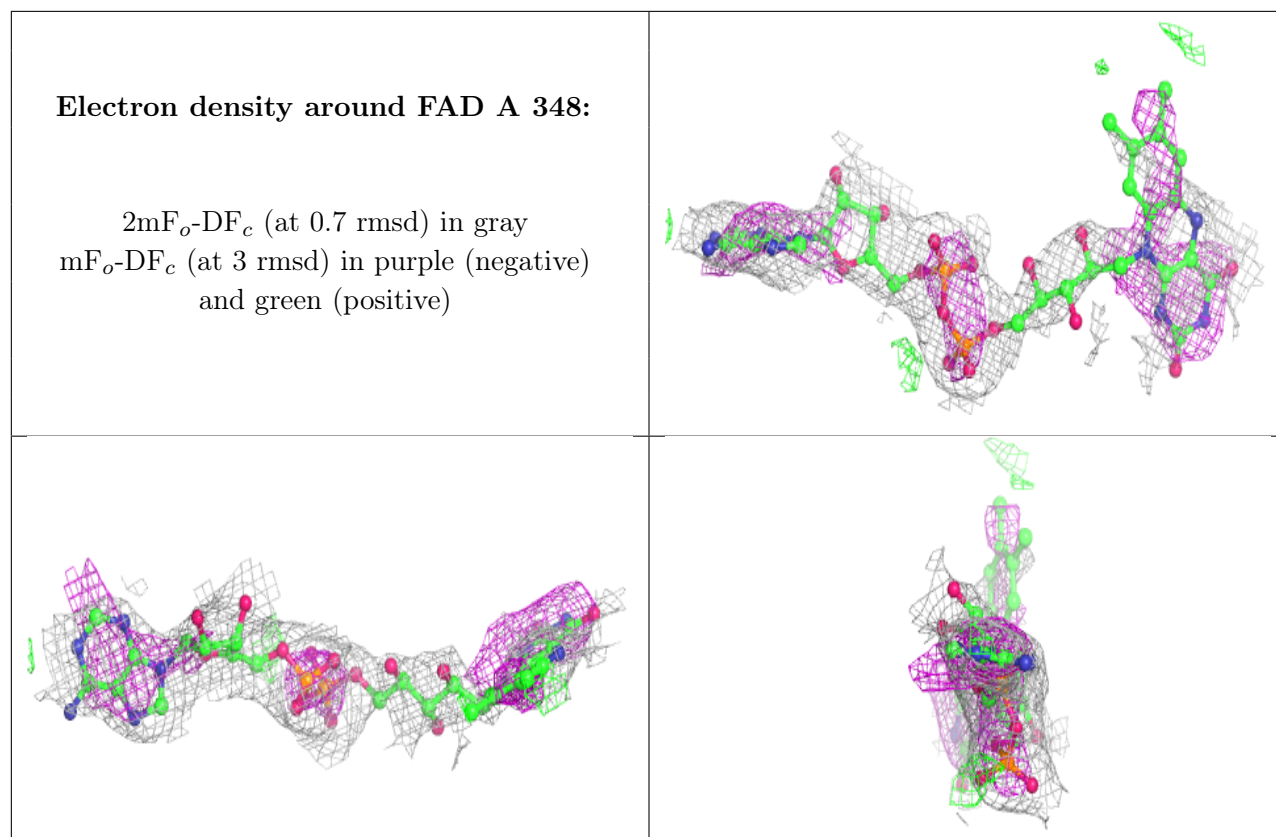 Electron density around FAD A 348:
2mFₒ-DF𝑐 (at 0.7 rmsd) in gray
mFₒ-DF𝑐 (at 3 rmsd) in purple (negative)
and green (positive)